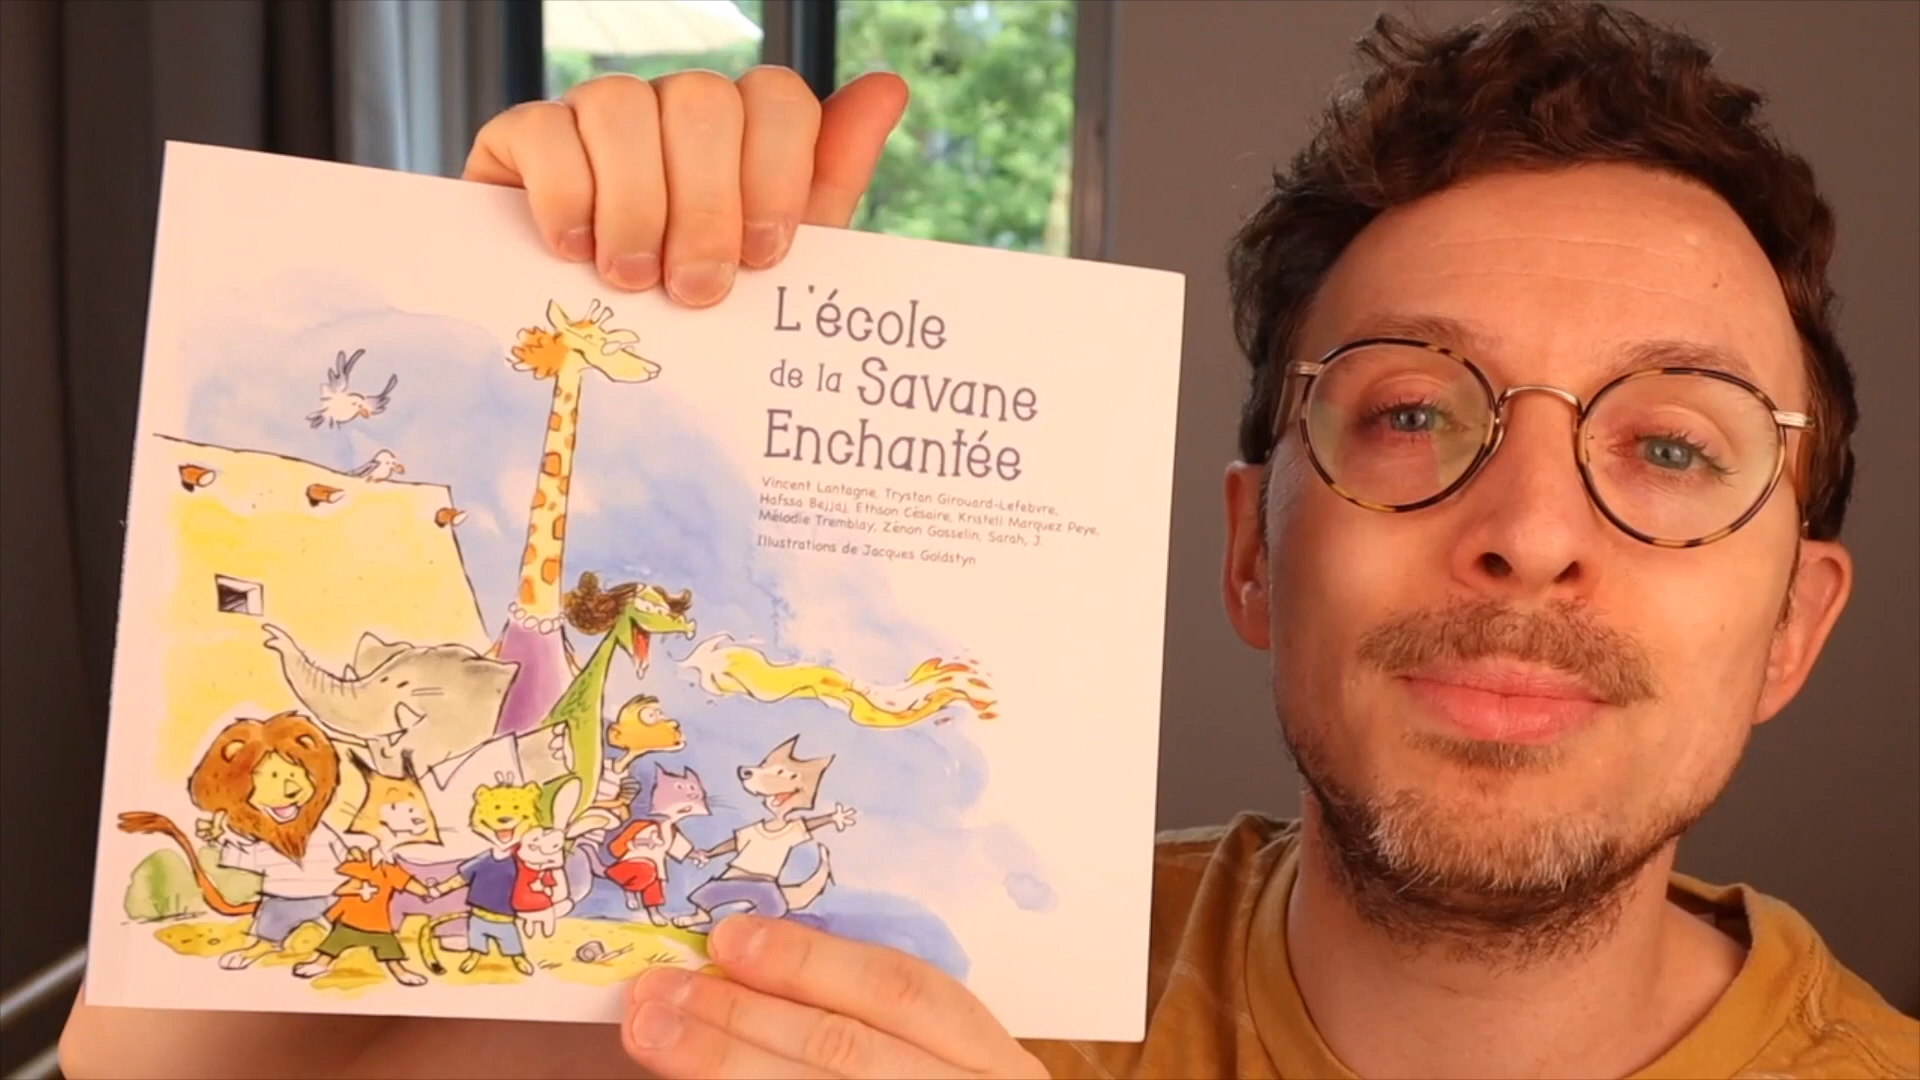 L'école
de la Savane
Enchantée
Vincent Lantagne, Trystan Girouard-Lefebvre,
Hafssa Bejjaj, Ethson Césaire, Kristell Marquez Peye,
Mélodie Tremblay, Zénon Gosselin, Sarah, J.
Illustrations de Jacques Goldstyn